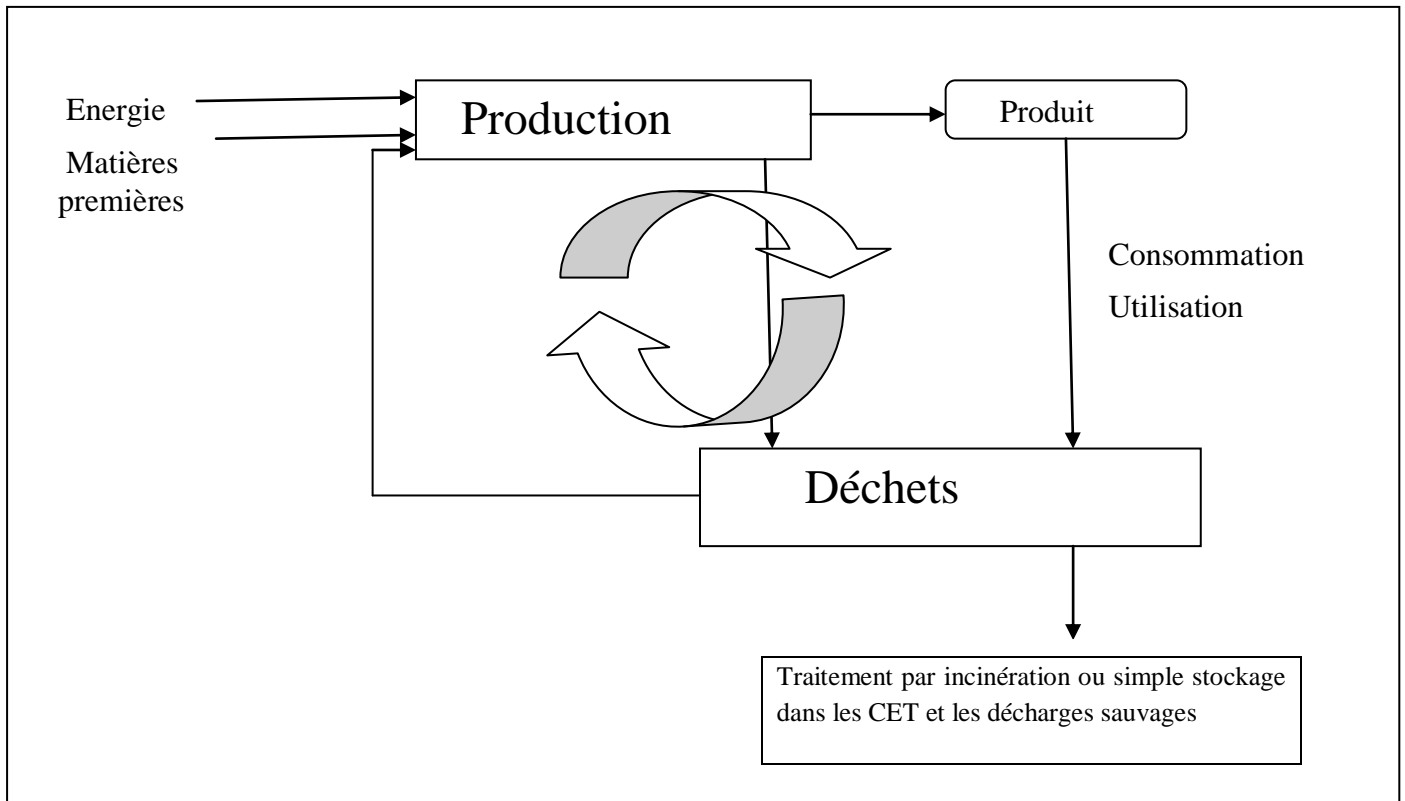 Energie
Matières
premières
Production
Produit
Consommation
Utilisation
Déchets
Traitement par incinération ou simple stockage
dans les CET et les décharges sauvages